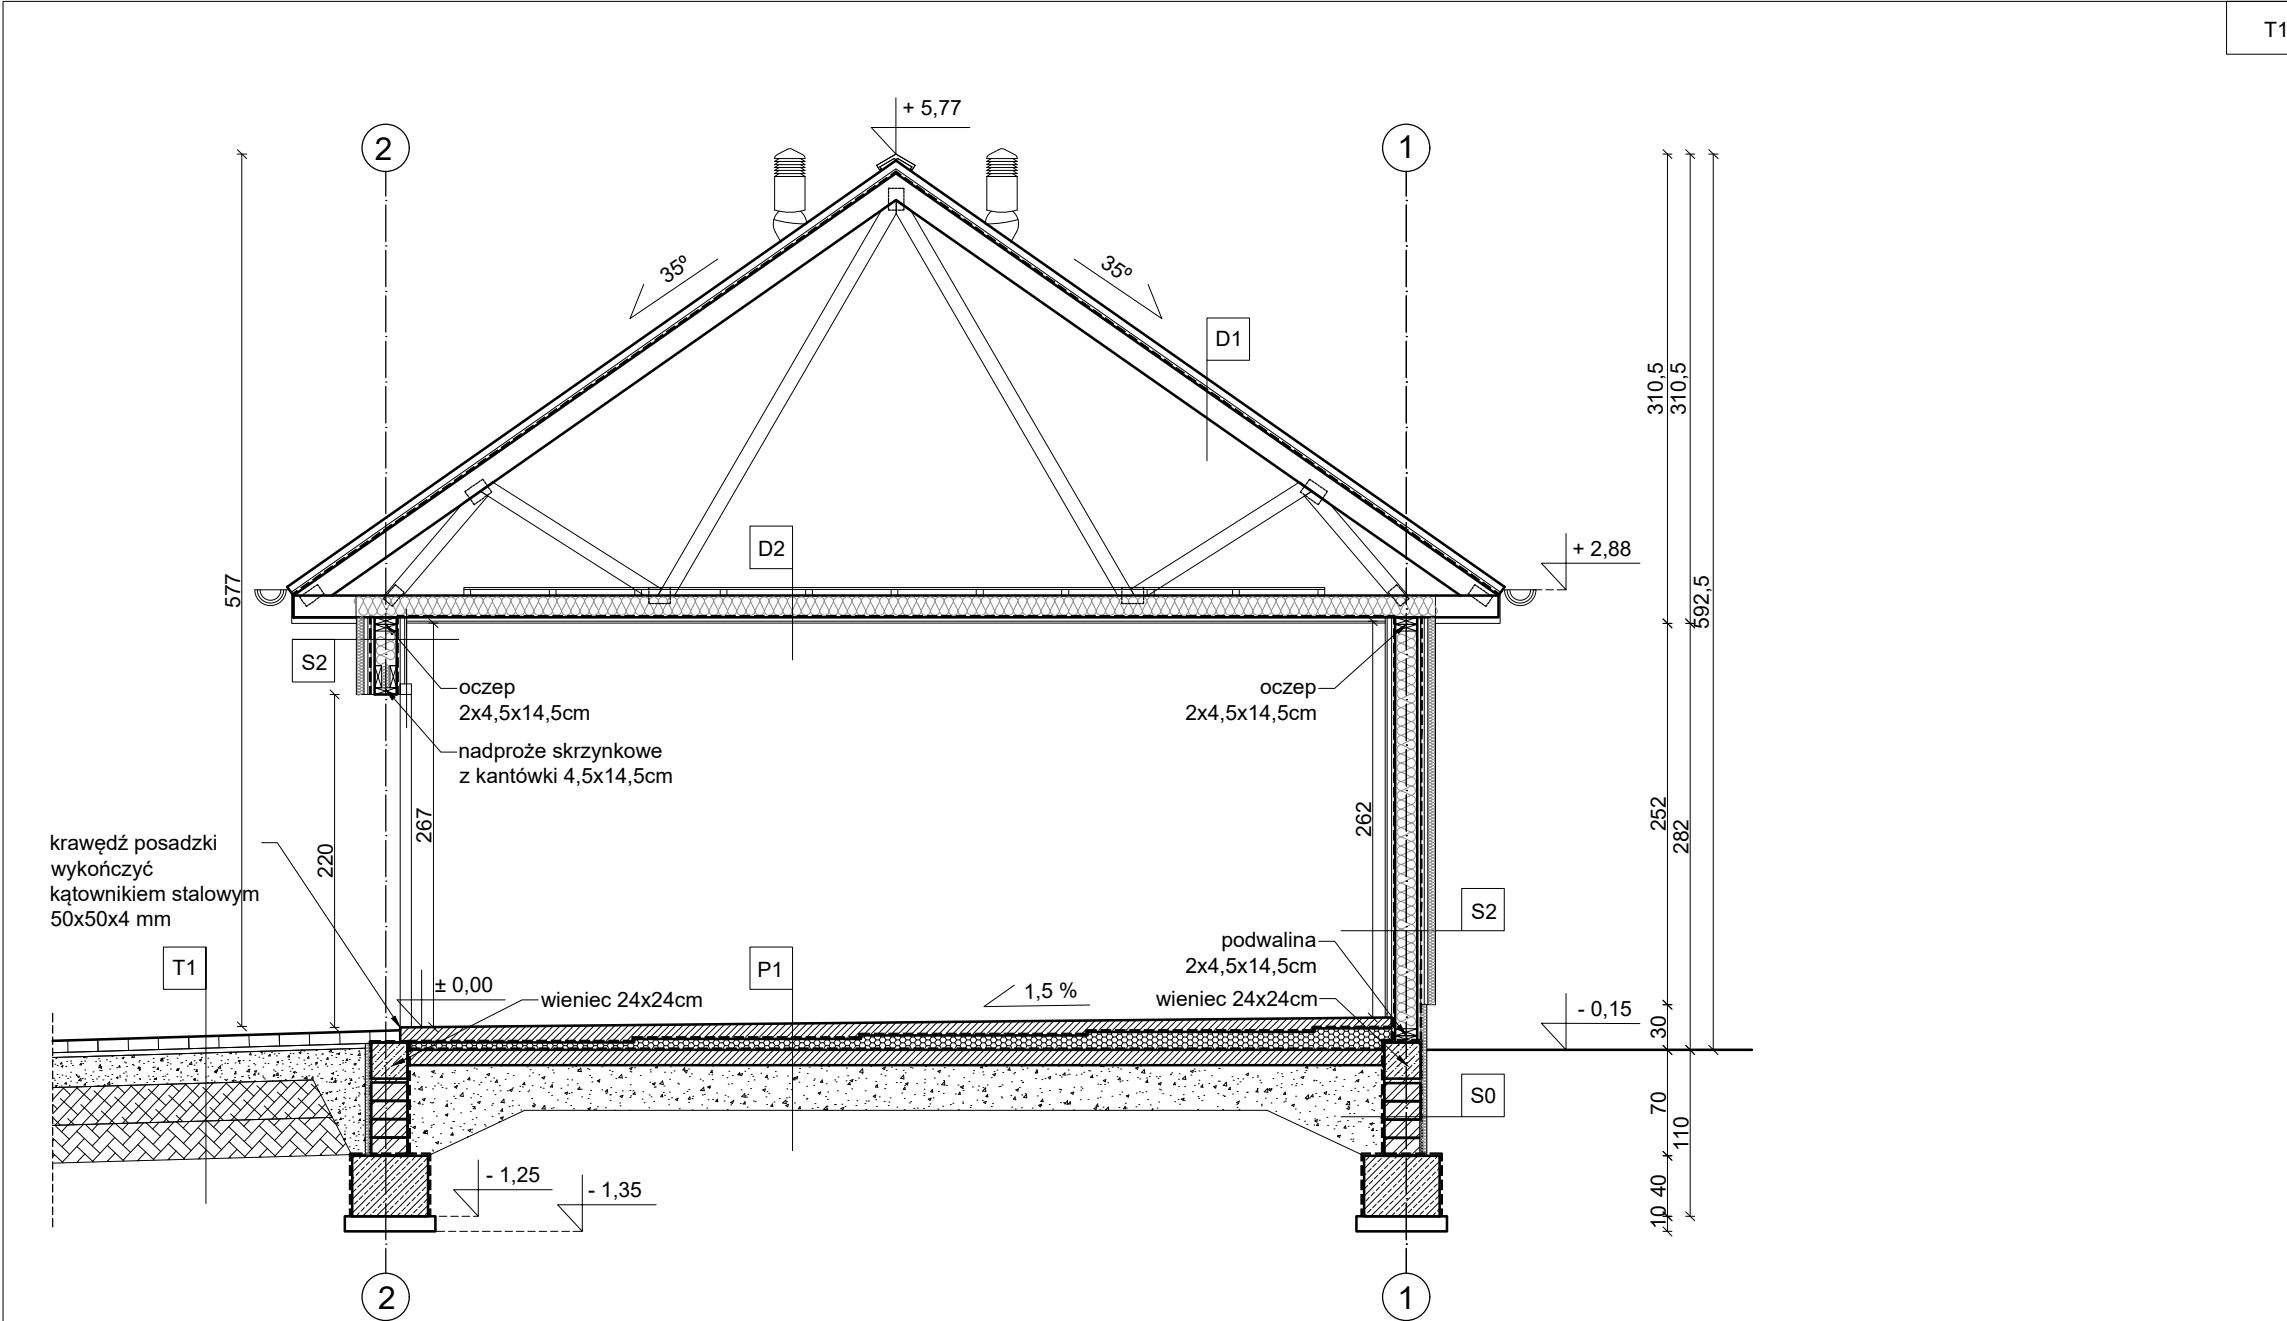 T1
+ 5,77
2
1
35º
35º
D1
310,5
310,5
D2
+ 2,88
577
592,5
S2
oczep
2x4,5x14,5cm
oczep
2x4,5x14,5cm
nadproże skrzynkowe
z kantówki 4,5x14,5cm
267
262
252
282
220
krawędź posadzki
wykończyć
kątownikiem stalowym
50x50x4 mm
S2
podwalina
2x4,5x14,5cm
T1
P1
± 0,00
wieniec 24x24cm
1,5 %
wieniec 24x24cm
- 0,15
30
S0
70
110
- 1,25
- 1,35
40
10
2
1